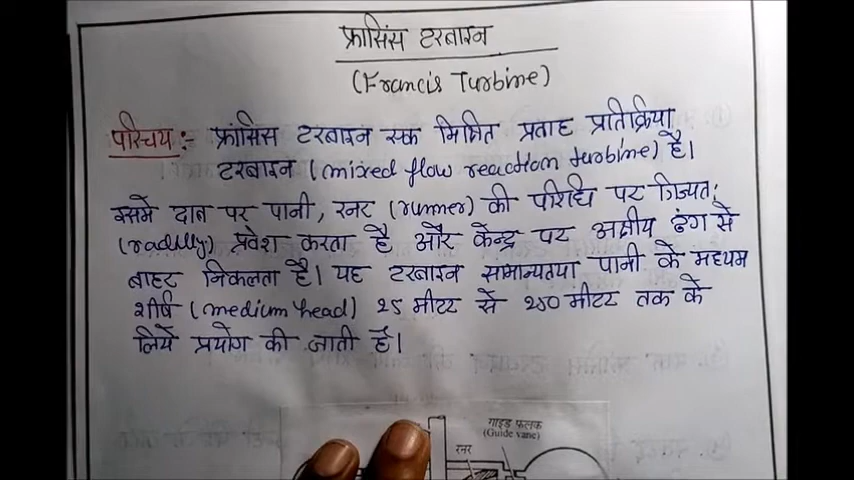 फ्रांसिंस टरबाइन
(Francis Turbine)
परिचय :- फ्रांसिस टरबाइन एक मिश्रित प्रवाह प्रतिक्रिया
टरबाइन (mixed flow reaction turbine) है।
इसमे दाब पर पानी, रनर (runner) की परिधि पर त्रिज्यत:
(radilly) प्रवेश करता है और केन्द्र पर अक्षीय ढंग से
बाहर निकलता है। यह टरबाइन सामान्यतया पानी के मध्यम
शीर्ष (medium head) 25 मीटर से 250 मीटर तक के
लिये प्रयोग की जाती है।
गाइड फलक
(Guide vane)
रनर